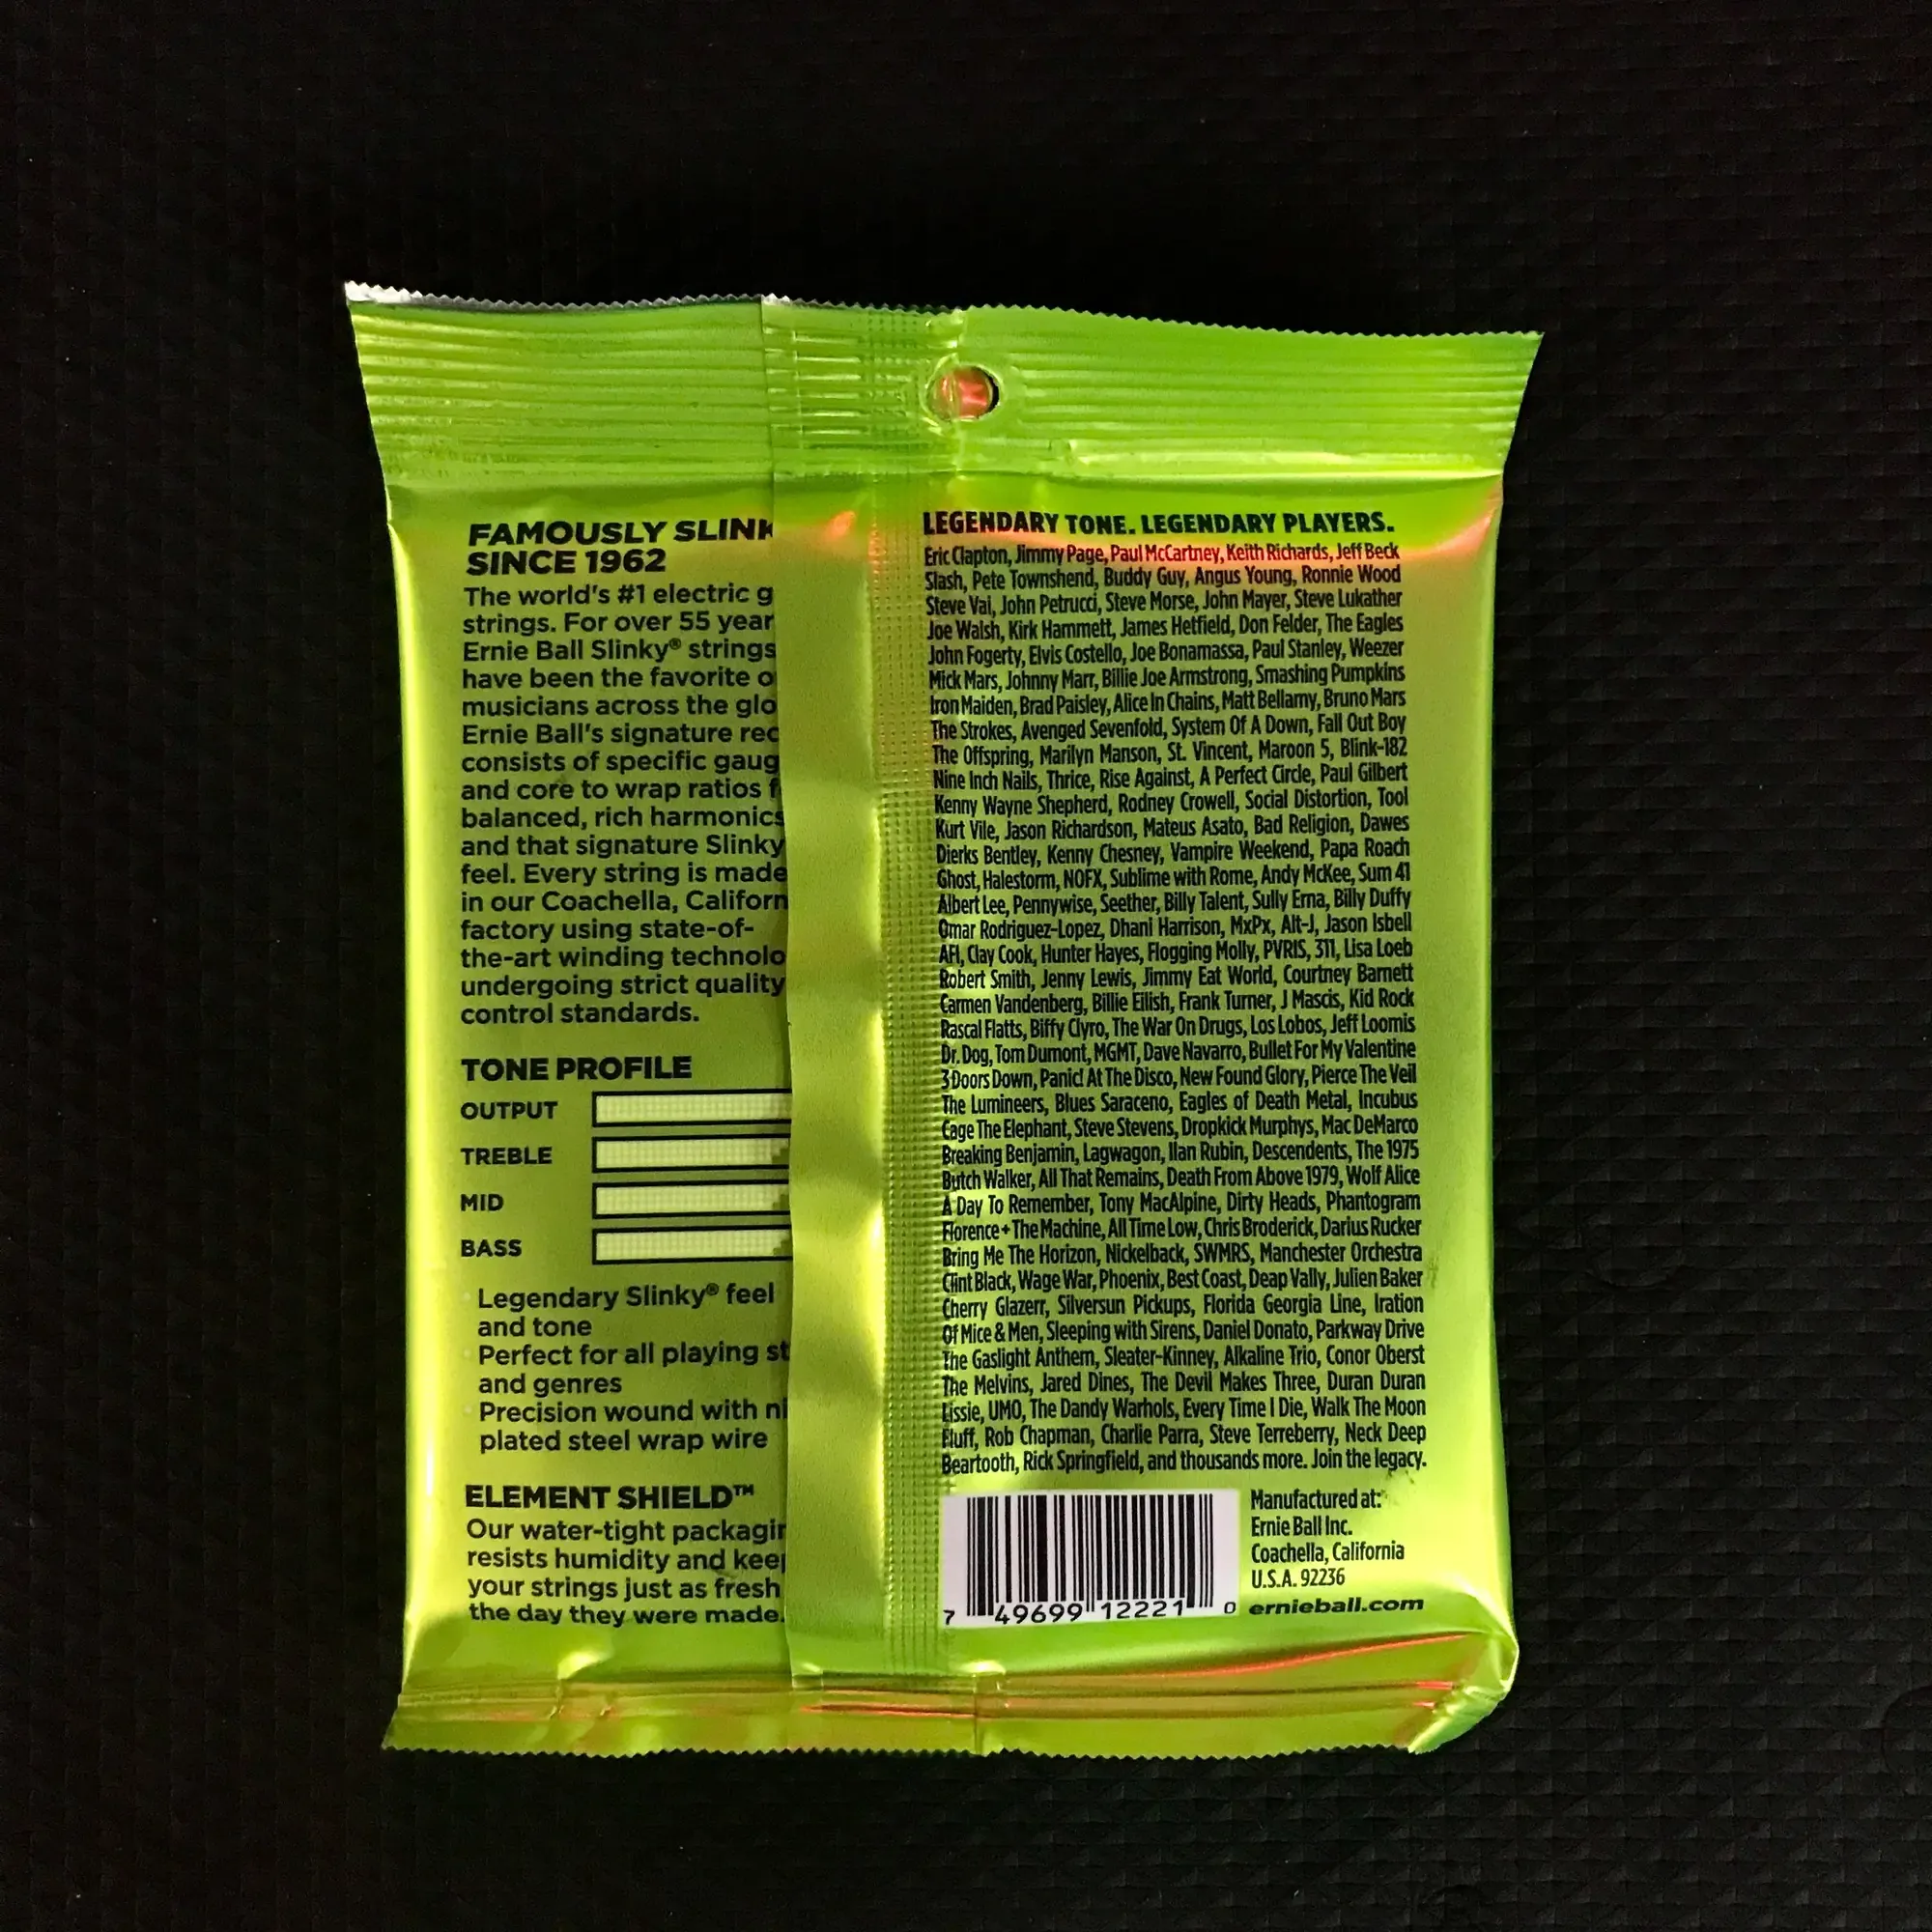 FAMOUSLY SLINK
SINCE 1962
The world's #1 electric g
strings. For over 55 year
Ernie Ball Slinky® strings
have been the favorite o
musicians across the glo
Ernie Ball's signature rec
consists of specific gaug
and core to wrap ratios f
balanced, rich harmonics
and that signature Slinky
feel. Every string is made
in our Coachella, Californ
factory using state-of-
the-art winding technolo
undergoing strict quality
control standards.
TONE PROFILE
OUTPUT
TREBLE
MID
BASS
Legendary Slinky® feel
and tone
Perfect for all playing st
and genres
Precision wound with ni
plated steel wrap wire
ELEMENT SHIELD™
Our water-tight packagin
resists humidity and keep
your strings just as fresh
the day they were made.
LEGENDARY TONE. LEGENDARY PLAYERS.
Eric Clapton, Jimmy Page, Paul McCartney, Keith Richards, Jeff Beck
Slash, Pete Townshend, Buddy Guy, Angus Young, Ronnie Wood
Steve Vai, John Petrucci, Steve Morse, John Mayer, Steve Lukather
Joe Walsh, Kirk Hammett, James Hetfield, Don Felder, The Eagles
John Fogerty, Elvis Costello, Joe Bonamassa, Paul Stanley, Weezer
Mick Mars, Johnny Marr, Billie Joe Armstrong, Smashing Pumpkins
Iron Maiden, Brad Paisley, Alice In Chains, Matt Bellamy, Bruno Mars
The Strokes, Avenged Sevenfold, System Of A Down, Fall Out Boy
The Offspring, Marilyn Manson, St. Vincent, Maroon 5, Blink-182
Nine Inch Nails, Thrice, Rise Against, A Perfect Circle, Paul Gilbert
Kenny Wayne Shepherd, Rodney Crowell, Social Distortion, Tool
Kurt Vile, Jason Richardson, Mateus Asato, Bad Religion, Dawes
Dierks Bentley, Kenny Chesney, Vampire Weekend, Papa Roach
Ghost, Halestorm, NOFX, Sublime with Rome, Andy McKee, Sum 41
Albert Lee, Pennywise, Seether, Billy Talent, Sully Erna, Billy Duffy
Omar Rodriguez-Lopez, Dhani Harrison, MxPx, Alt-J, Jason Isbell
AFI, Clay Cook, Hunter Hayes, Flogging Molly, PVRIS, 311, Lisa Loeb
Robert Smith, Jenny Lewis, Jimmy Eat World, Courtney Barnett
Carmen Vandenberg, Billie Eilish, Frank Turner, J Mascis, Kid Rock
Rascal Flatts, Biffy Clyro, The War On Drugs, Los Lobos, Jeff Loomis
Dr. Dog, Tom Dumont, MGMT, Dave Navarro, Bullet For My Valentine
3 Doors Down, Panic! At The Disco, New Found Glory, Pierce The Veil
The Lumineers, Blues Saraceno, Eagles of Death Metal, Incubus
Cage The Elephant, Steve Stevens, Dropkick Murphys, Mac DeMarco
Breaking Benjamin, Lagwagon, Ilan Rubin, Descendents, The 1975
Butch Walker, All That Remains, Death From Above 1979, Wolf Alice
A Day To Remember, Tony MacAlpine, Dirty Heads, Phantogram
Florence + The Machine, All Time Low, Chris Broderick, Darius Rucker
Bring Me The Horizon, Nickelback, SWMRS, Manchester Orchestra
Clint Black, Wage War, Phoenix, Best Coast, Deap Vally, Julien Baker
Cherry Glazerr, Silversun Pickups, Florida Georgia Line, Iration
Of Mice & Men, Sleeping with Sirens, Daniel Donato, Parkway Drive
The Gaslight Anthem, Sleater-Kinney, Alkaline Trio, Conor Oberst
The Melvins, Jared Dines, The Devil Makes Three, Duran Duran
Lissie, UMO, The Dandy Warhols, Every Time I Die, Walk The Moon
Fluff, Rob Chapman, Charlie Parra, Steve Terreberry, Neck Deep
Beartooth, Rick Springfield, and thousands more. Join the legacy.
7 49699 12221 0
Manufactured at:
Ernie Ball Inc.
Coachella, California
U.S.A. 92236
ernieball.com